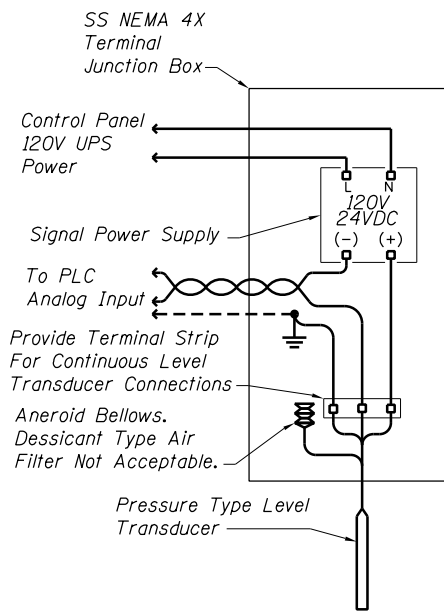 SS NEMA 4X
Terminal
Junction Box
Control Panel
120V UPS
Power
L N
120V
24VDC
(-) (+)
Signal Power Supply
To PLC
Analog Input
Provide Terminal Strip
For Continuous Level
Transducer Connections
Aneroid Bellows.
Dessicant Type Air
Filter Not Acceptable.
Pressure Type Level
Transducer